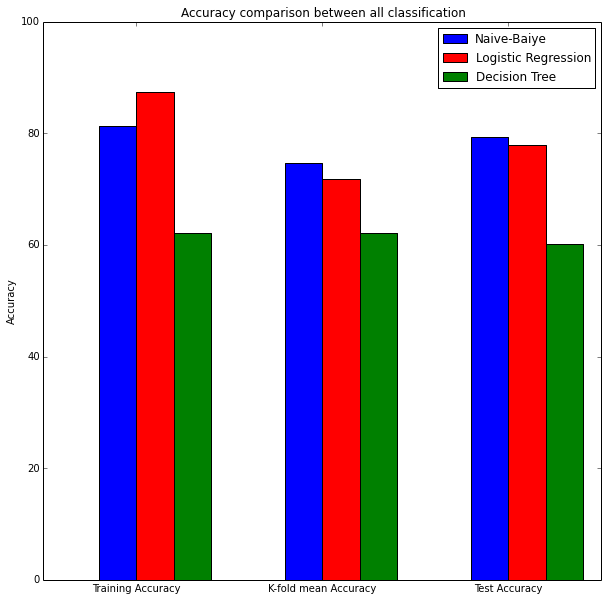 Accuracy comparison between all classification
Naive-Baiye
Logistic Regression
Decision Tree
Accuracy
100
80
60
40
20
0
Training Accuracy
K-fold mean Accuracy
Test Accuracy